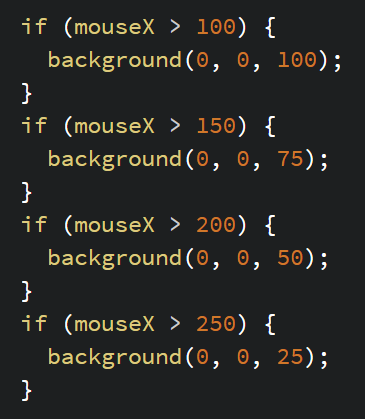 if (mouseX > 100) {
  background(0, 0, 100);
}
if (mouseX > 150) {
  background(0, 0, 75);
}
if (mouseX > 200) {
  background(0, 0, 50);
}
if (mouseX > 250) {
  background(0, 0, 25);
}